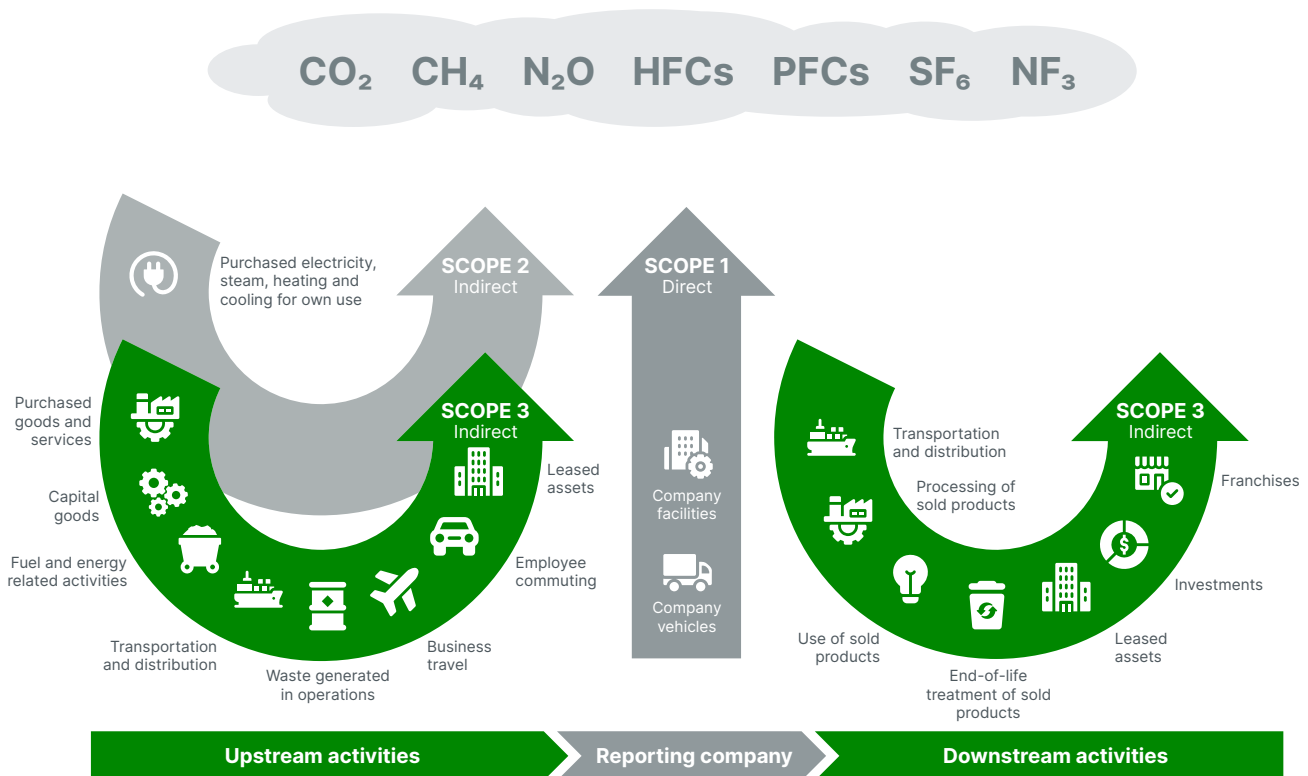 CO₂ CH₄ N₂O HFCs PFCs SF₆ NF₃
Purchased electricity,
steam, heating and
cooling for own use
SCOPE 2
Indirect
SCOPE 1
Direct
Company
facilities
Company
vehicles
SCOPE 3
Indirect
Purchased
goods and
services
Capital
goods
Fuel and energy
related activities
Transportation
and distribution
Waste generated
in operations
Business
travel
Employee
commuting
Leased
assets
SCOPE 3
Indirect
Transportation
and distribution
Processing of
sold products
Use of sold
products
End-of-life
treatment of sold
products
Leased
assets
Investments
Franchises
Upstream activities
Reporting company
Downstream activities